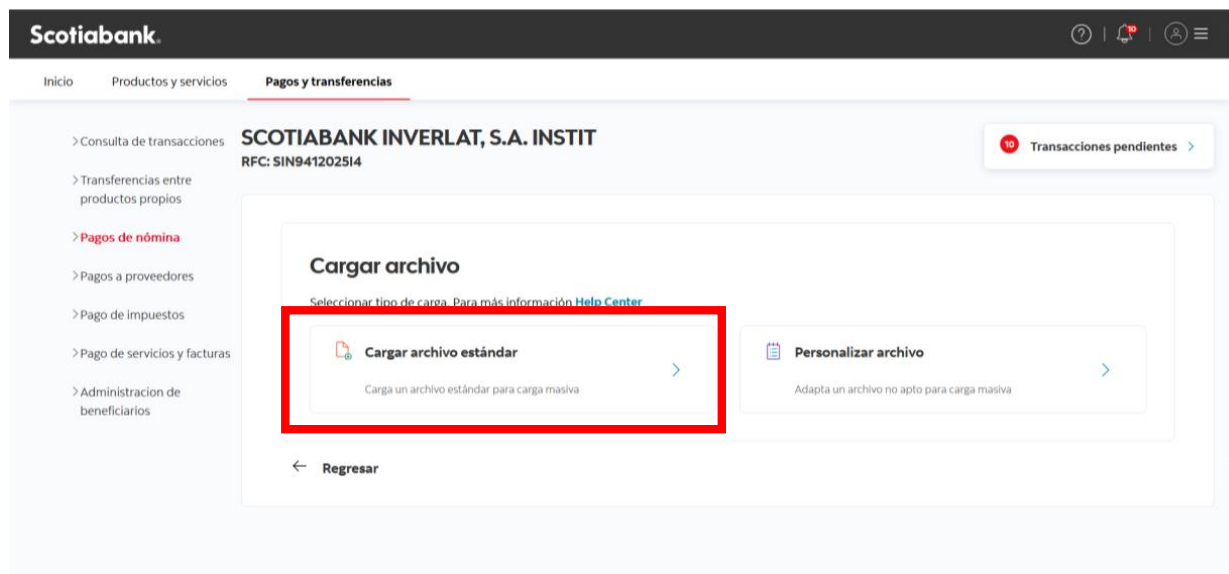 Scotiabank.
10
Inicio Productos y servicios Pagos y transferencias
Consulta de transacciones
Transferencias entre
productos propios
Pagos de nómina
Pagos a proveedores
Pago de impuestos
Pago de servicios y facturas
Administracion de
beneficiarios
SCOTIABANK INVERLAT, S.A. INSTIT
RFC: SIN941202514
10 Transacciones pendientes
Cargar archivo
Seleccionar tipo de carga. Para más información Help Center
Cargar archivo estándar
Carga un archivo estándar para carga masiva
Personalizar archivo
Adapta un archivo no apto para carga masiva
Regresar